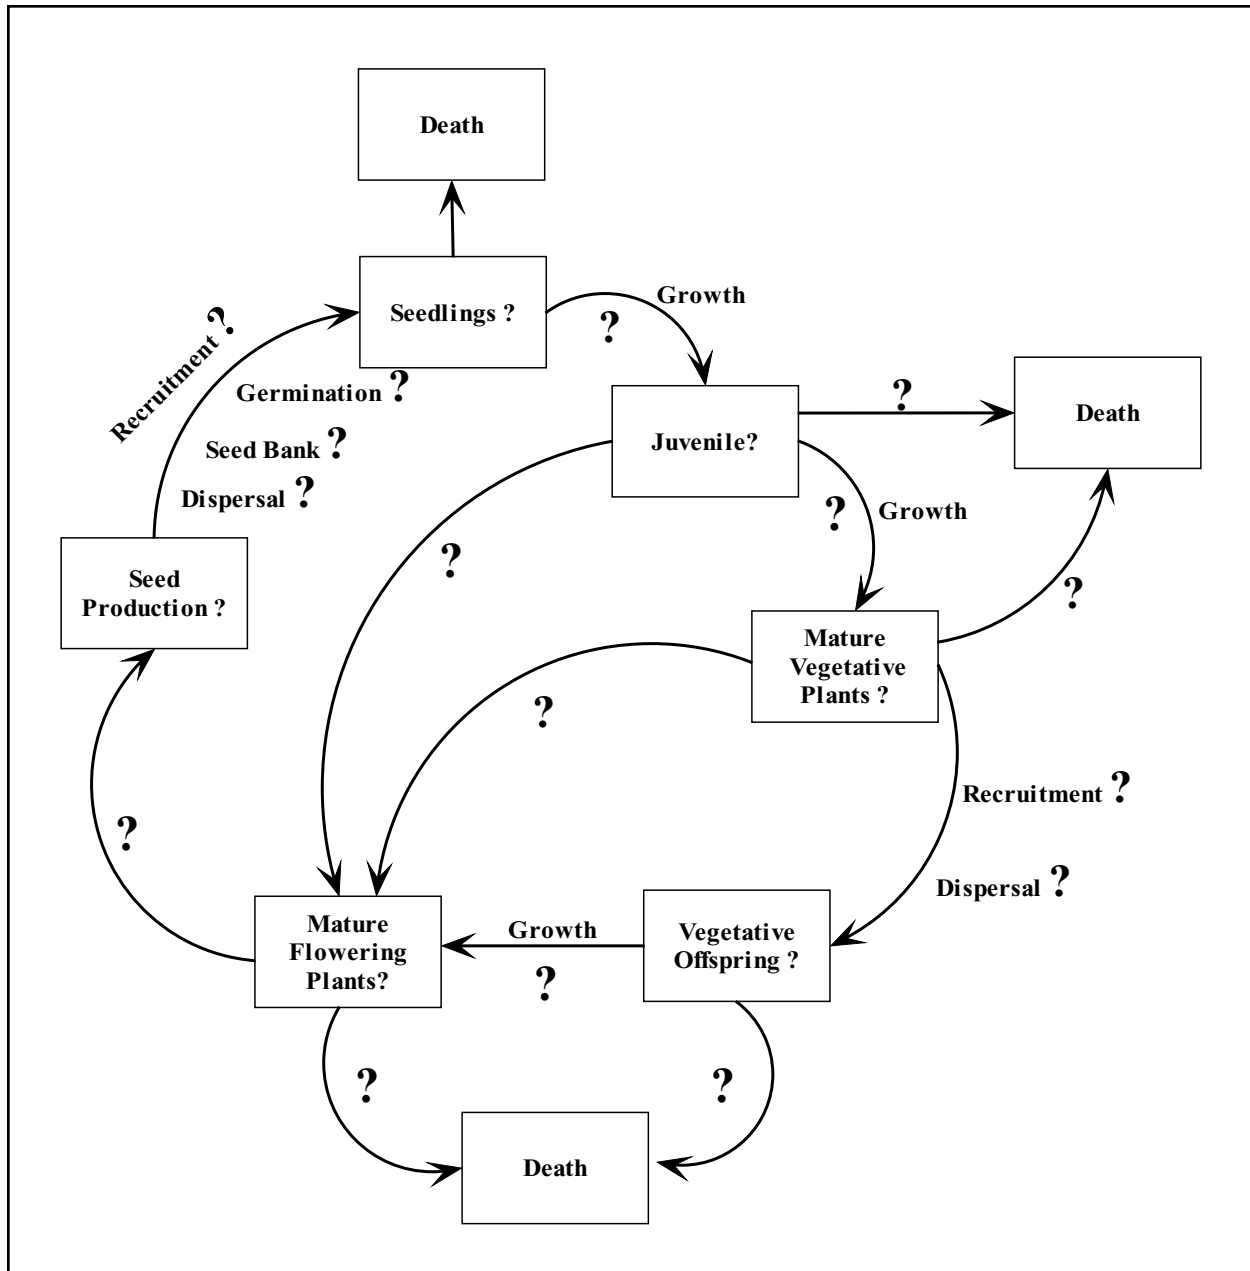 Death
Seedlings ?
Growth
?
Recruitment ?
Germination ?
Seed Bank ?
Dispersal ?
Juvenile?
?
Death
?
Growth
?
?
Seed
Production ?
Mature
Vegetative
Plants ?
?
Recruitment ?
?
Dispersal ?
Mature
Flowering
Plants?
Growth
?
Vegetative
Offspring ?
?
?
Death